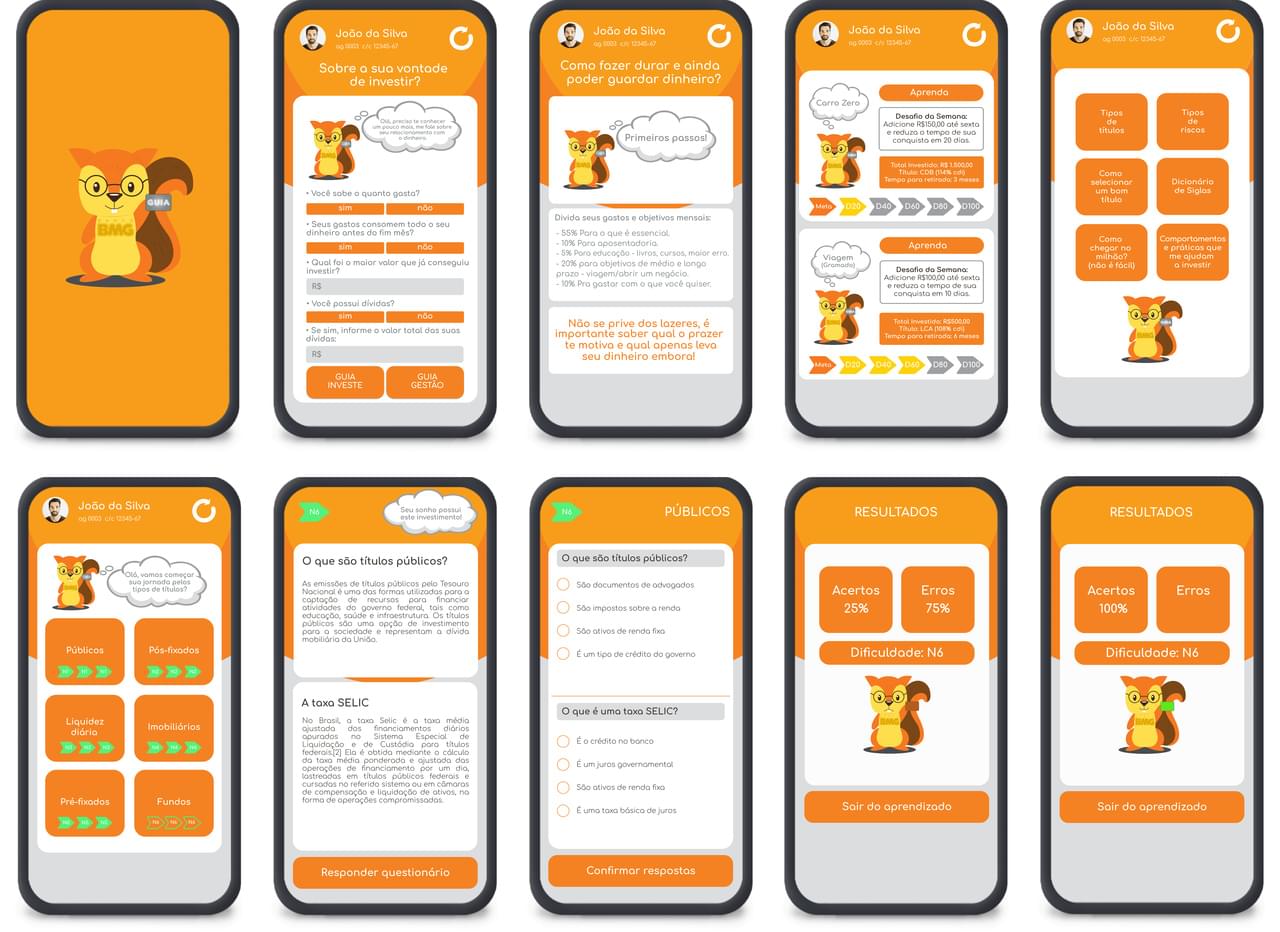 GUIA
BMG
João da Silva
ag 0003 c/c 12345-67
Sobre a sua vontade
de investir?
Olá, preciso te conhecer
um pouco mais, me fale sobre
seu relacionamento com
o dinheiro.
BMG
• Você sabe o quanto gasta?
sim não
• Seus gastos consomem todo o seu
dinheiro antes do fim mês?
sim não
• Qual foi o maior valor que já conseguiu
investir?
R$
• Você possui dívidas?
sim não
• Se sim, informe o valor total das suas
dívidas:
R$
GUIA
INVESTE
GUIA
GESTÃO
João da Silva
ag 0003 c/c 12345-67
Como fazer durar e ainda
poder guardar dinheiro?
Primeiros passos!
BMG
Divida seus gastos e objetivos mensais:
- 55% Para o que é essencial.
- 10% Para aposentadoria.
- 5% Para educação - livros, cursos, maior erro.
- 20% para objetivos de médio e longo
prazo - viagem/abrir um negócio.
- 10% Pra gastar com o que você quiser.
Não se prive dos lazeres, é
importante saber qual o prazer
te motiva e qual apenas leva
seu dinheiro embora!
João da Silva
ag 0003 c/c 12345-67
Carro Zero
BMG
Aprenda
Desafio da Semana:
Adicione R$150,00 até sexta
e reduza o tempo de sua
conquista em 20 dias.
Total Investido: R$ 1.500,00
Título: CDB (114% cdi)
Tempo para retirada: 3 meses
Meta D20 D40 D60 D80 D100
Viagem
(Gramado)
BMG
Aprenda
Desafio da Semana:
Adicione R$100,00 até sexta
e reduza o tempo de sua
conquista em 10 dias.
Total Investido: R$500,00
Título: LCA (108% cdi)
Tempo para retirada: 6 meses
Meta D20 D40 D60 D80 D100
João da Silva
ag 0003 c/c 12345-67
Tipos
de
títulos
Tipos
de
riscos
Como
selecionar
um bom
título
Dicionário
de Siglas
Como
chegar no
milhão?
(não é fácil)
Comportamentos
e práticas que
me ajudam
a investir
BMG
João da Silva
ag 0003 c/c 12345-67
Olá, vamos começar
sua jornada pelos
tipos de títulos?
BMG
Públicos
N1 N1 N1
Pós-fixados
N2 N2 N2
Liquidez
diária
N3 N3 N3
Imobiliários
N4 N4 N4
Pré-fixados
Fundos
N6 N6 N6
N6
Seu sonho possui
este investimento!
O que são títulos públicos?
As emissões de títulos públicos pelo Tesouro
Nacional é uma das formas utilizadas para a
captação de recursos para financiar
atividades do governo federal, tais como
educação, saúde e infraestrutura. Os títulos
públicos são uma opção de investimento
para a sociedade e representam a dívida
mobiliária da União.
A taxa SELIC
No Brasil, a taxa Selic é a taxa média
ajustada dos financiamentos diários
apurados no Sistema Especial de
Liquidação e de Custódia para títulos
federais.[2] Ela é obtida mediante o cálculo
da taxa média ponderada e ajustada das
operações de financiamento por um dia,
lastreadas em títulos públicos federais e
cursadas no referido sistema ou em câmaras
de compensação e liquidação de ativos, na
forma de operações compromissadas.
Responder questionário
N6
PÚBLICOS
O que são títulos públicos?
São documentos de advogados
São impostos sobre a renda
São ativos de renda fixa
É um tipo de crédito do governo
O que é uma taxa SELIC?
É o crédito no banco
É um juros governamental
São ativos de renda fixa
É uma taxa básica de juros
Confirmar respostas
RESULTADOS
Acertos
25%
Erros
75%
Dificuldade: N6
BMG
Sair do aprendizado
RESULTADOS
Acertos
100%
Erros
Dificuldade: N6
BMG
Sair do aprendizado